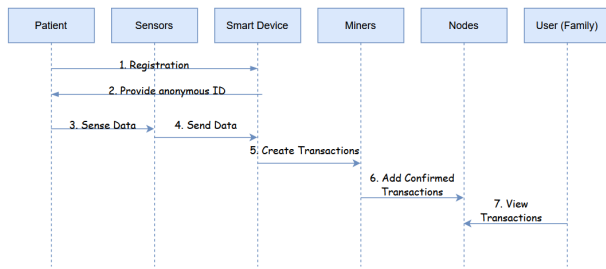 Patient
Sensors
Smart Device
Miners
Nodes
User (Family)
1. Registration
2. Provide anonymous ID
3. Sense Data
4. Send Data
5. Create Transactions
6. Add Confirmed
Transactions
7. View
Transactions